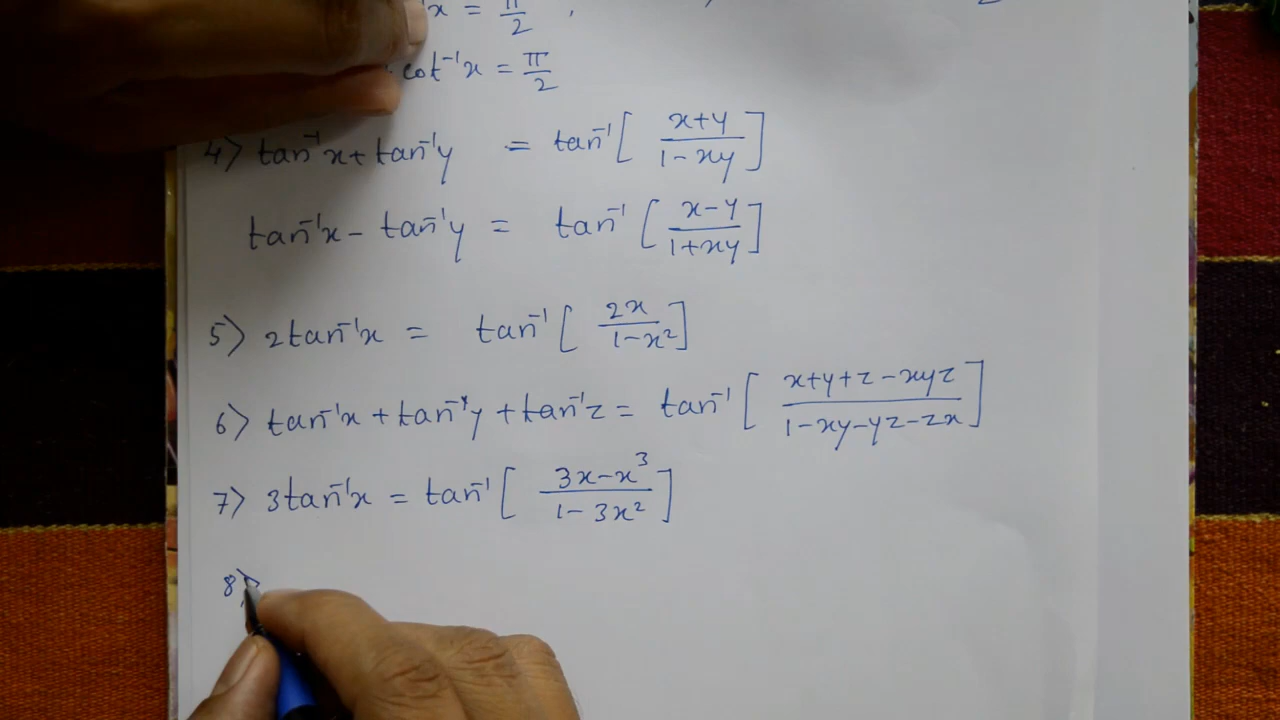 x = π/2 ,
cot⁻¹x = π/2
4) tan⁻¹x + tan⁻¹y = tan⁻¹ [ (x+y)/(1-xy) ]
tan⁻¹x - tan⁻¹y = tan⁻¹ [ (x-y)/(1+xy) ]
5) 2tan⁻¹x = tan⁻¹ [ 2x/(1-x²) ]
6) tan⁻¹x + tan⁻¹y + tan⁻¹z = tan⁻¹ [ (x+y+z-xyz)/(1-xy-yz-zx) ]
7) 3tan⁻¹x = tan⁻¹ [ (3x-x³)/(1-3x²) ]
8)